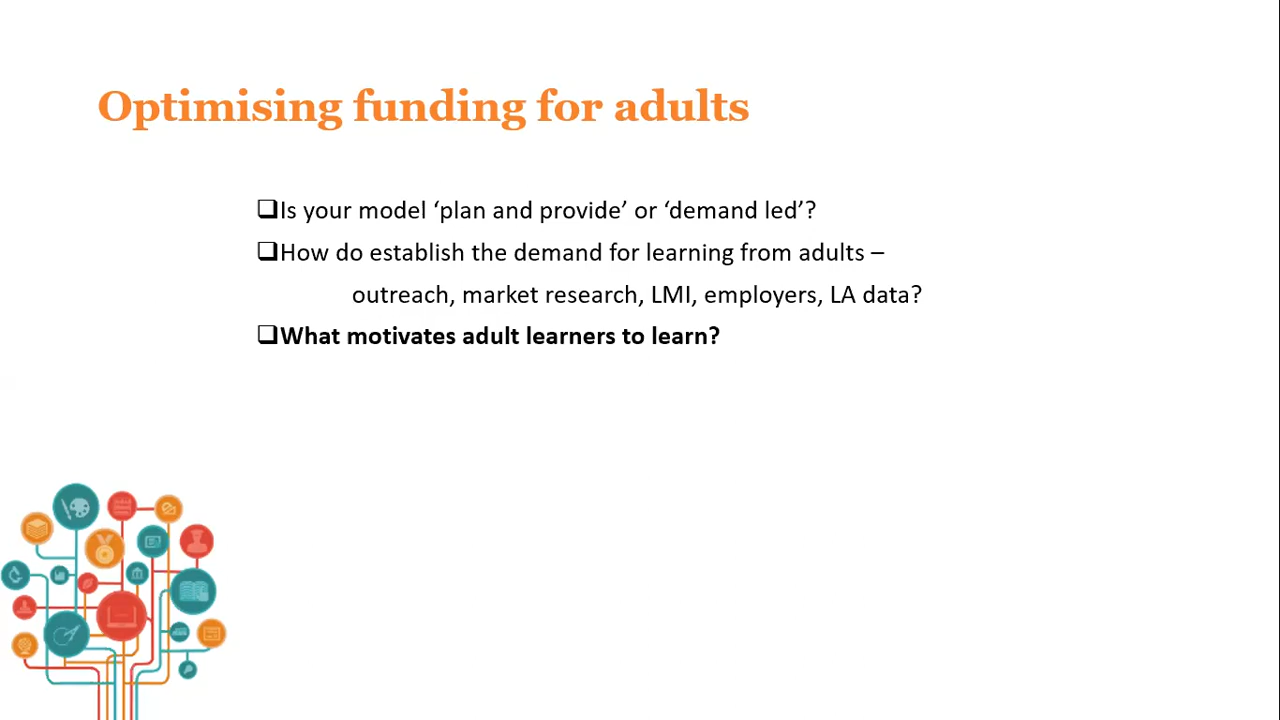 Optimising funding for adults
❑Is your model ‘plan and provide’ or ‘demand led’?
❑How do establish the demand for learning from adults –
outreach, market research, LMI, employers, LA data?
❑What motivates adult learners to learn?